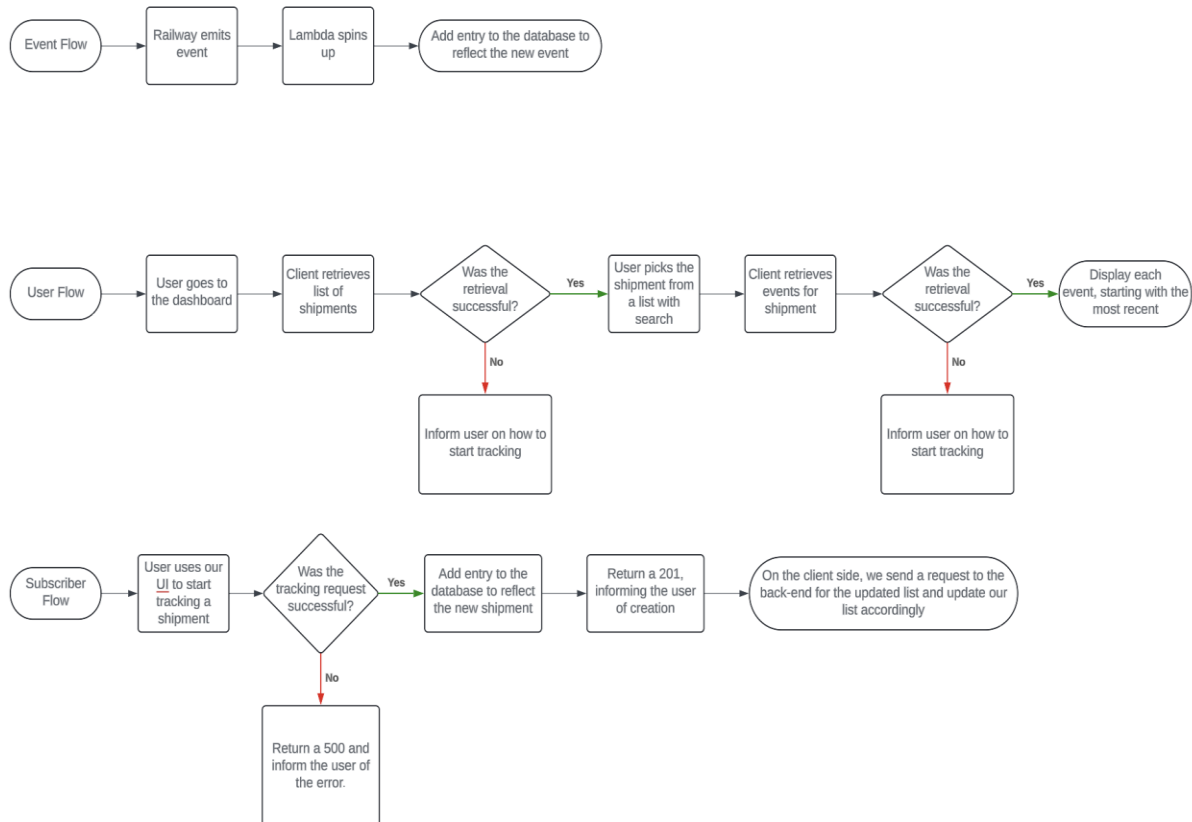 Event Flow
Railway emits
event
Lambda spins
up
Add entry to the database to
reflect the new event
User Flow
User goes to
the dashboard
Client retrieves
list of
shipments
Was the
retrieval
successful?
Yes
No
Inform user on how to
start tracking
User picks the
shipment from
a list with
search
Client retrieves
events for
shipment
Was the
retrieval
successful?
Yes
No
Inform user on how to
start tracking
Display each
event, starting with the
most recent
Subscriber
Flow
User uses our
UI to start
tracking a
shipment
Was the
tracking request
successful?
Yes
No
Return a 500 and
inform the user of
the error.
Add entry to the
database to reflect
the new shipment
Return a 201,
informing the user
of creation
On the client side, we send a request to the
back-end for the updated list and update our
list accordingly